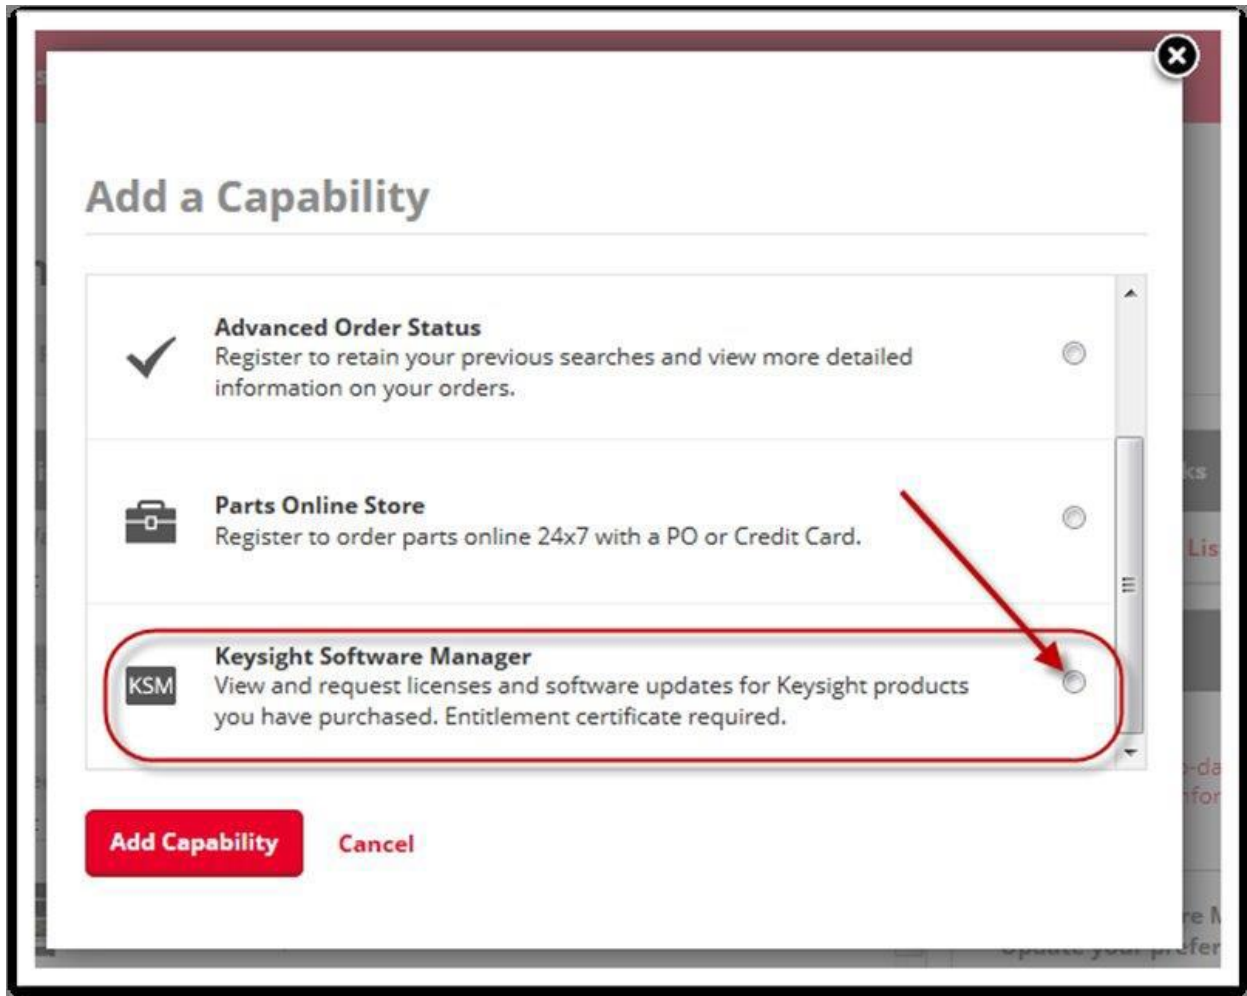 Add a Capability
Advanced Order Status
Register to retain your previous searches and view more detailed
information on your orders.
Parts Online Store
Register to order parts online 24x7 with a PO or Credit Card.
KSM
Keysight Software Manager
View and request licenses and software updates for Keysight products
you have purchased. Entitlement certificate required.
Add Capability
Cancel